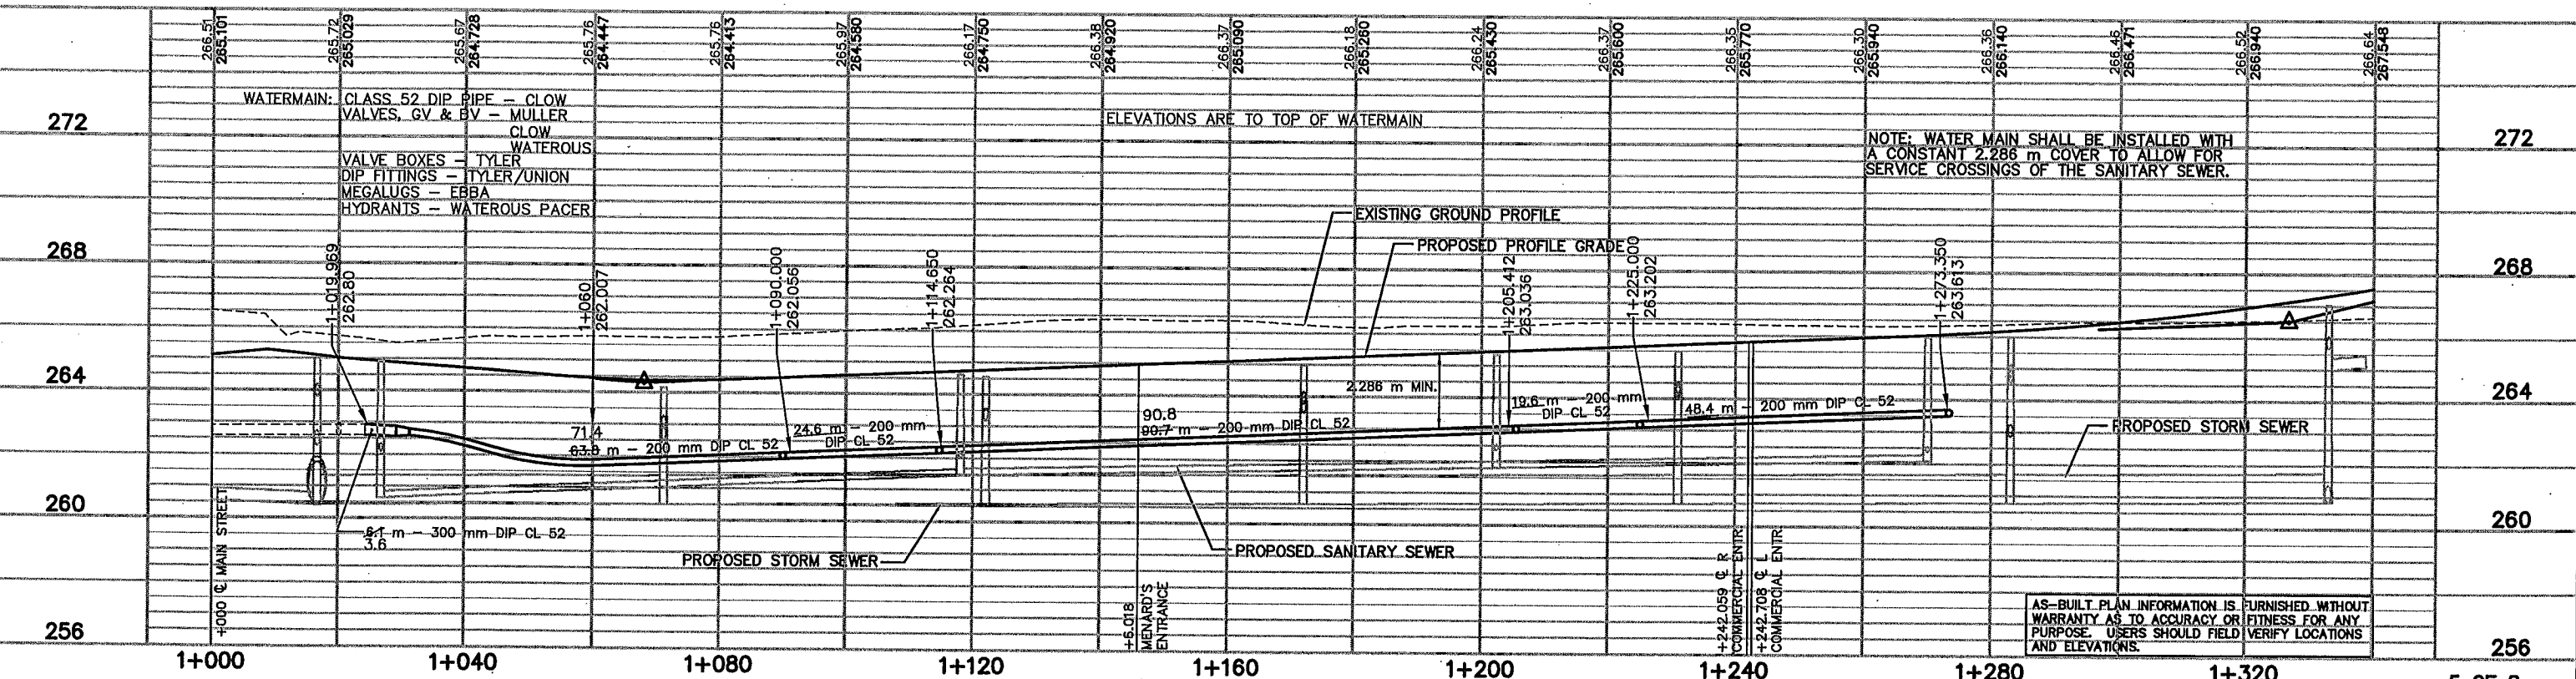 266.51
265.101
265.72
265.029
265.67
264.728
265.76
264.447
265.76
264.413
265.97
264.580
266.17
264.750
266.38
264.920
266.37
265.090
266.18
265.260
266.24
265.430
266.37
265.600
266.35
265.770
266.30
265.940
266.36
266.140
266.46
266.471
266.52
266.940
266.64
267.548
WATERMAIN: CLASS 52 DIP PIPE – CLOW
VALVES, GV & BV – MULLER
CLOW
WATEROUS
VALVE BOXES – TYLER
DIP FITTINGS – TYLER/UNION
MEGALUGS – EBBA
HYDRANTS – WATEROUS PACER
ELEVATIONS ARE TO TOP OF WATERMAIN
NOTE: WATER MAIN SHALL BE INSTALLED WITH
A CONSTANT 2.286 m COVER TO ALLOW FOR
SERVICE CROSSINGS OF THE SANITARY SEWER.
272
272
268
268
264
264
260
260
256
256
EXISTING GROUND PROFILE
PROPOSED PROFILE GRADE
1+019.969
262.80
1+060
262.007
1+090.000
262.056
1+114.650
262.264
1+205.412
263.036
1+225.000
263.202
1+273.350
263.613
2.286 m MIN.
71.4
63.8 m – 200 mm DIP CL 52
24.6 m – 200 mm
DIP CL 52
90.8
90.7 m – 200 mm DIP CL 52
19.6 m – 200 mm
DIP CL 52
48.4 m – 200 mm DIP CL 52
PROPOSED STORM SEWER
6.1 m – 300 mm DIP CL 52
3.6
PROPOSED STORM SEWER
PROPOSED SANITARY SEWER
+000 ℄ MAIN STREET
+6.018
MENARD'S
ENTRANCE
+242.059 ℄ R
COMMERCIAL ENTR.
+242.708 ℄ L
COMMERCIAL ENTR.
AS-BUILT PLAN INFORMATION IS FURNISHED WITHOUT
WARRANTY AS TO ACCURACY OR FITNESS FOR ANY
PURPOSE. USERS SHOULD FIELD VERIFY LOCATIONS
AND ELEVATIONS.
1+000 1+040 1+080 1+120 1+160 1+200 1+240 1+280 1+320